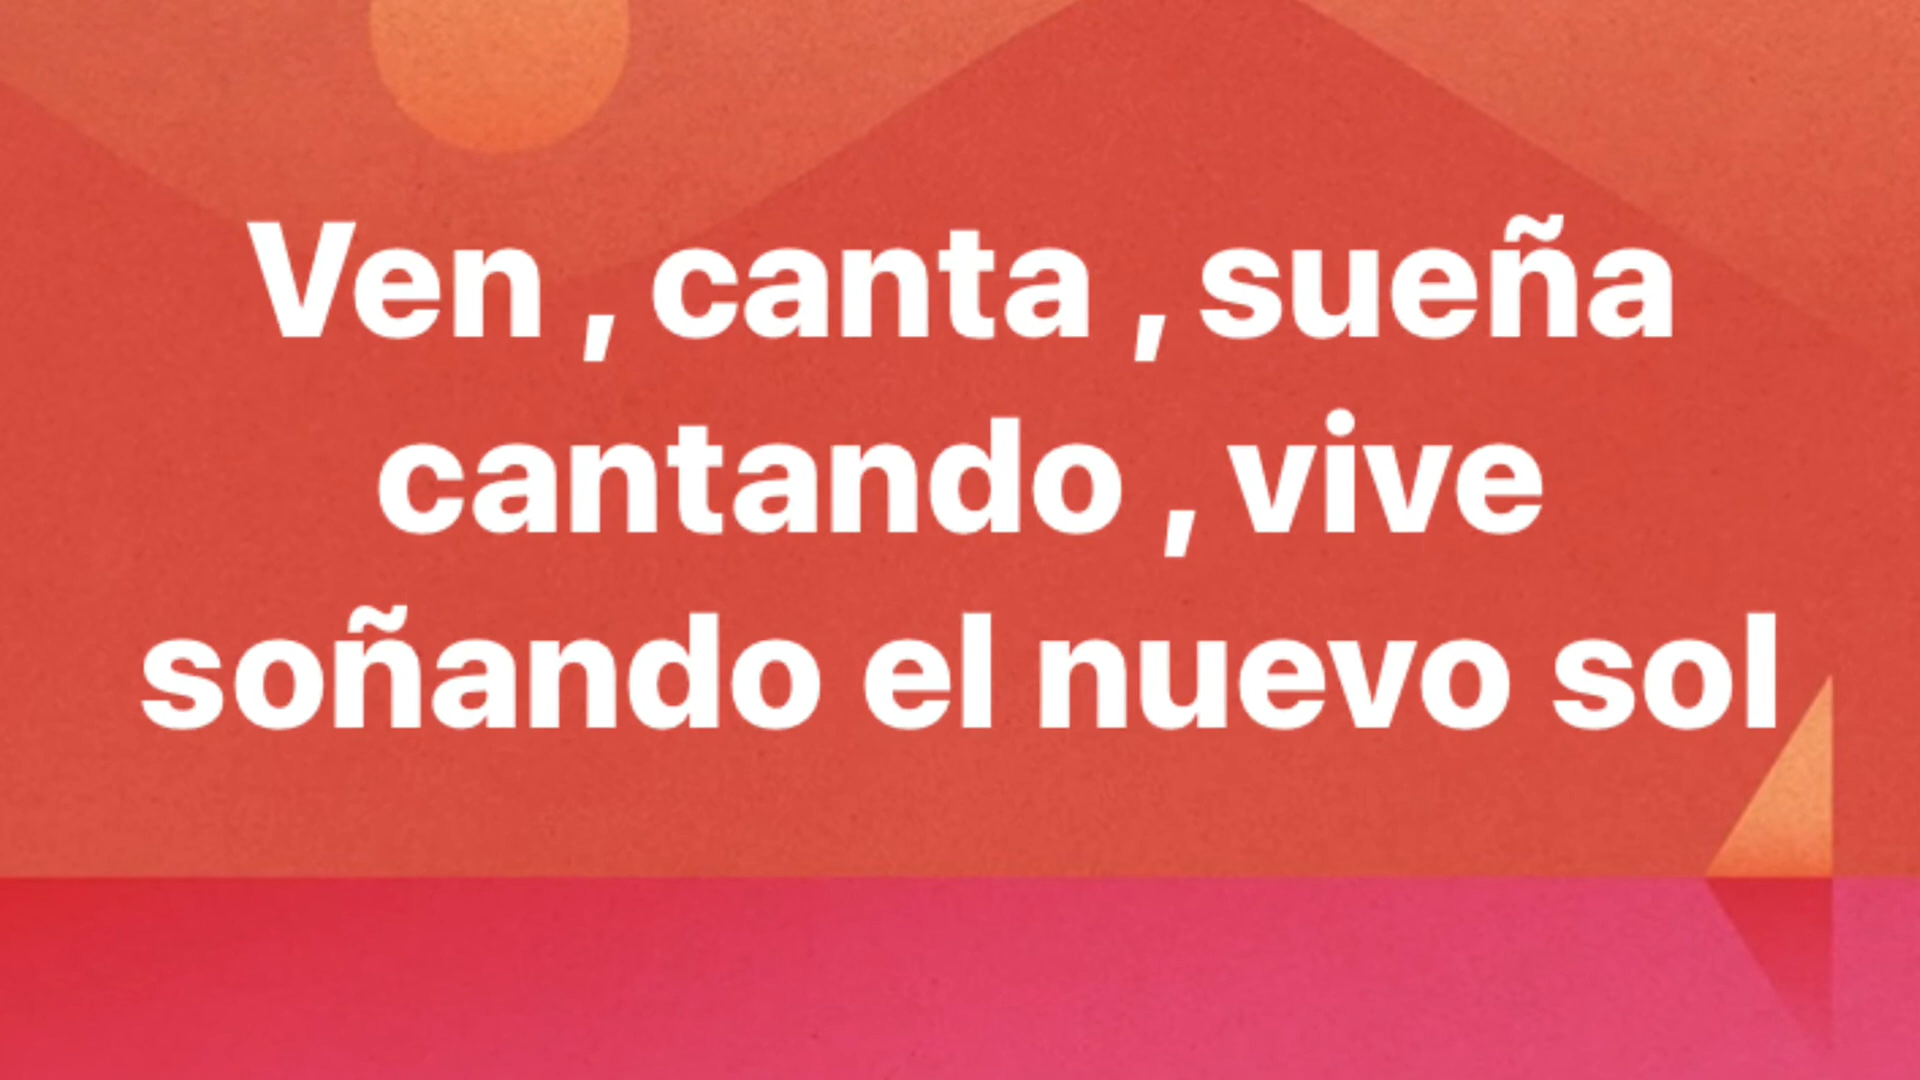 Ven , canta , sueña
cantando , vive
soñando el nuevo sol